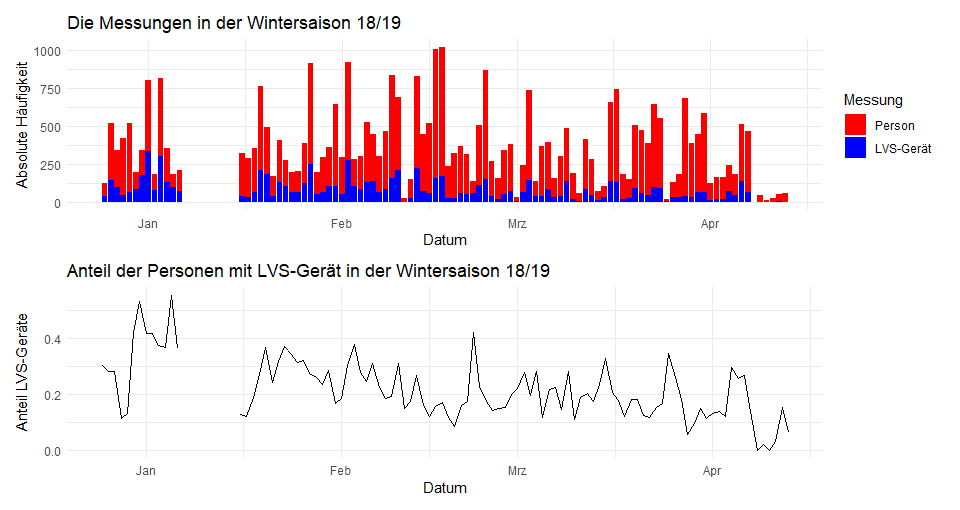 Die Messungen in der Wintersaison 18/19
Absolute Häufigkeit
1000
750
500
250
0
Jan Feb Mrz Apr
Datum
Messung
Person
LVS-Gerät
Anteil der Personen mit LVS-Gerät in der Wintersaison 18/19
Anteil LVS-Geräte
0.4
0.2
0.0
Jan Feb Mrz Apr
Datum